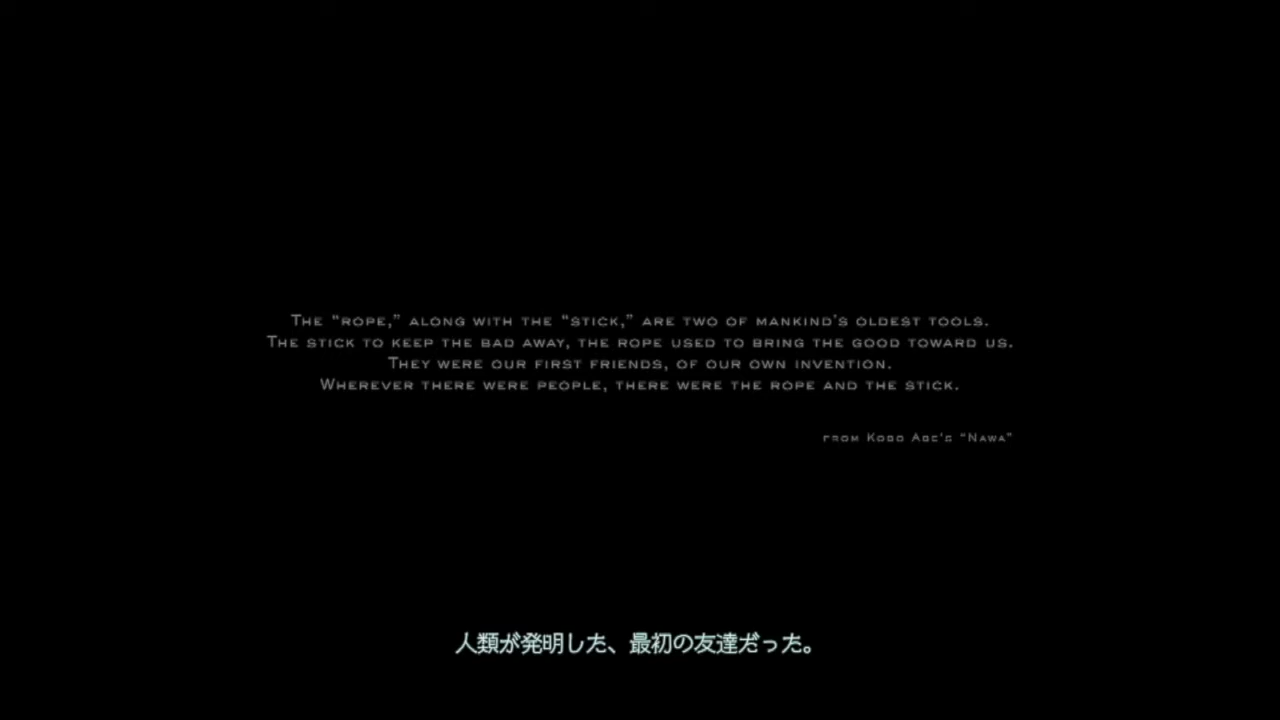 The “rope,” along with the “stick,” are two of mankind's oldest tools.
The stick to keep the bad away, the rope used to bring the good toward us.
They were our first friends, of our own invention.
Wherever there were people, there were the rope and the stick.
from Kobo Abe's “Nawa”
人類が発明した、最初の友達だった。